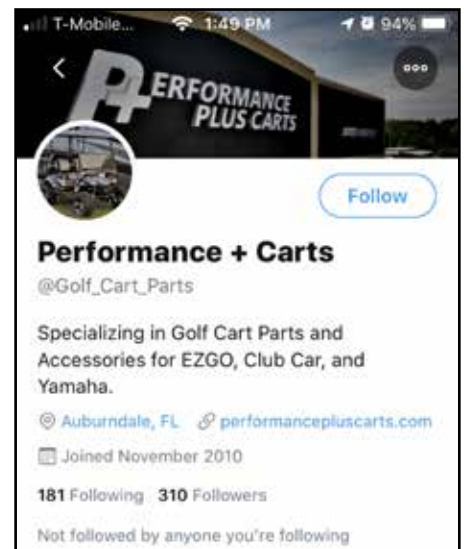 T-Mobile... 1:49 PM 94%
PERFORMANCE
PLUS CARTS
Follow
Performance + Carts
@Golf_Cart_Parts
Specializing in Golf Cart Parts and
Accessories for EZGO, Club Car, and
Yamaha.
Auburndale, FL performancepluscarts.com
Joined November 2010
181 Following 310 Followers
Not followed by anyone you're following